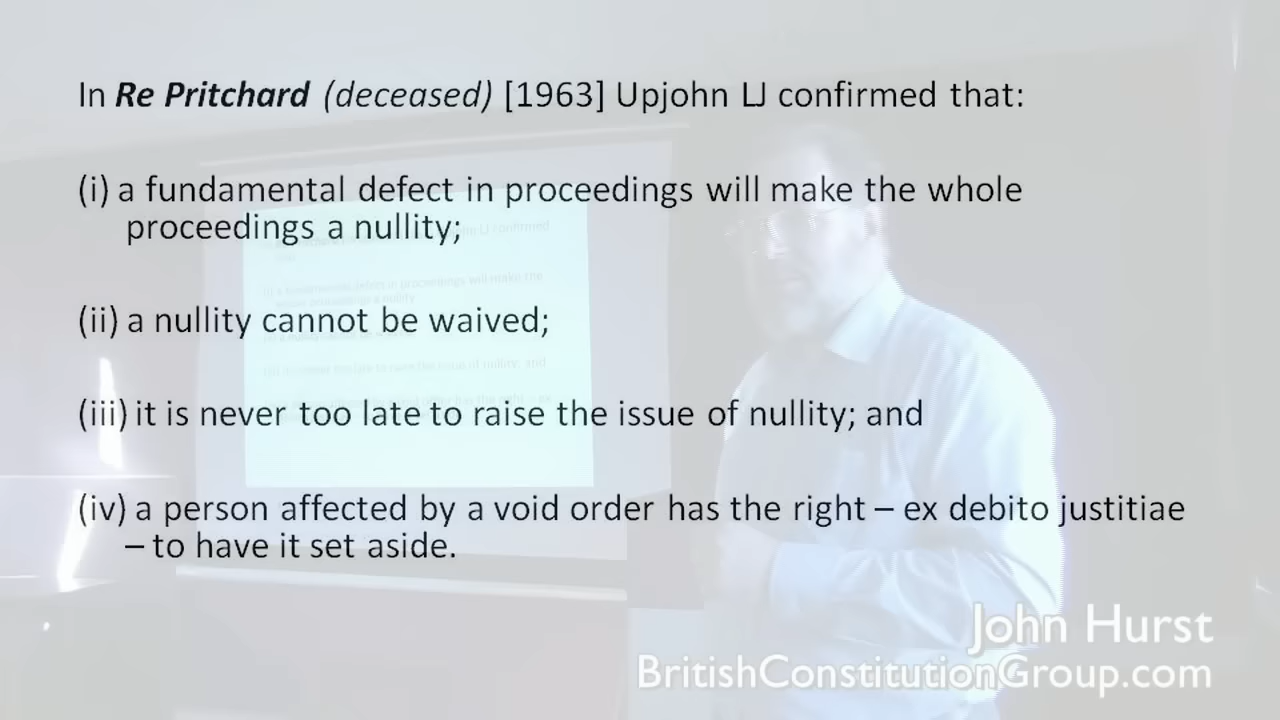 In Re Pritchard (deceased) [1963] Upjohn LJ confirmed that:
(i) a fundamental defect in proceedings will make the whole
proceedings a nullity;
(ii) a nullity cannot be waived;
(iii) it is never too late to raise the issue of nullity; and
(iv) a person affected by a void order has the right – ex debito justitiae
– to have it set aside.
John Hurst
BritishConstitutionGroup.com